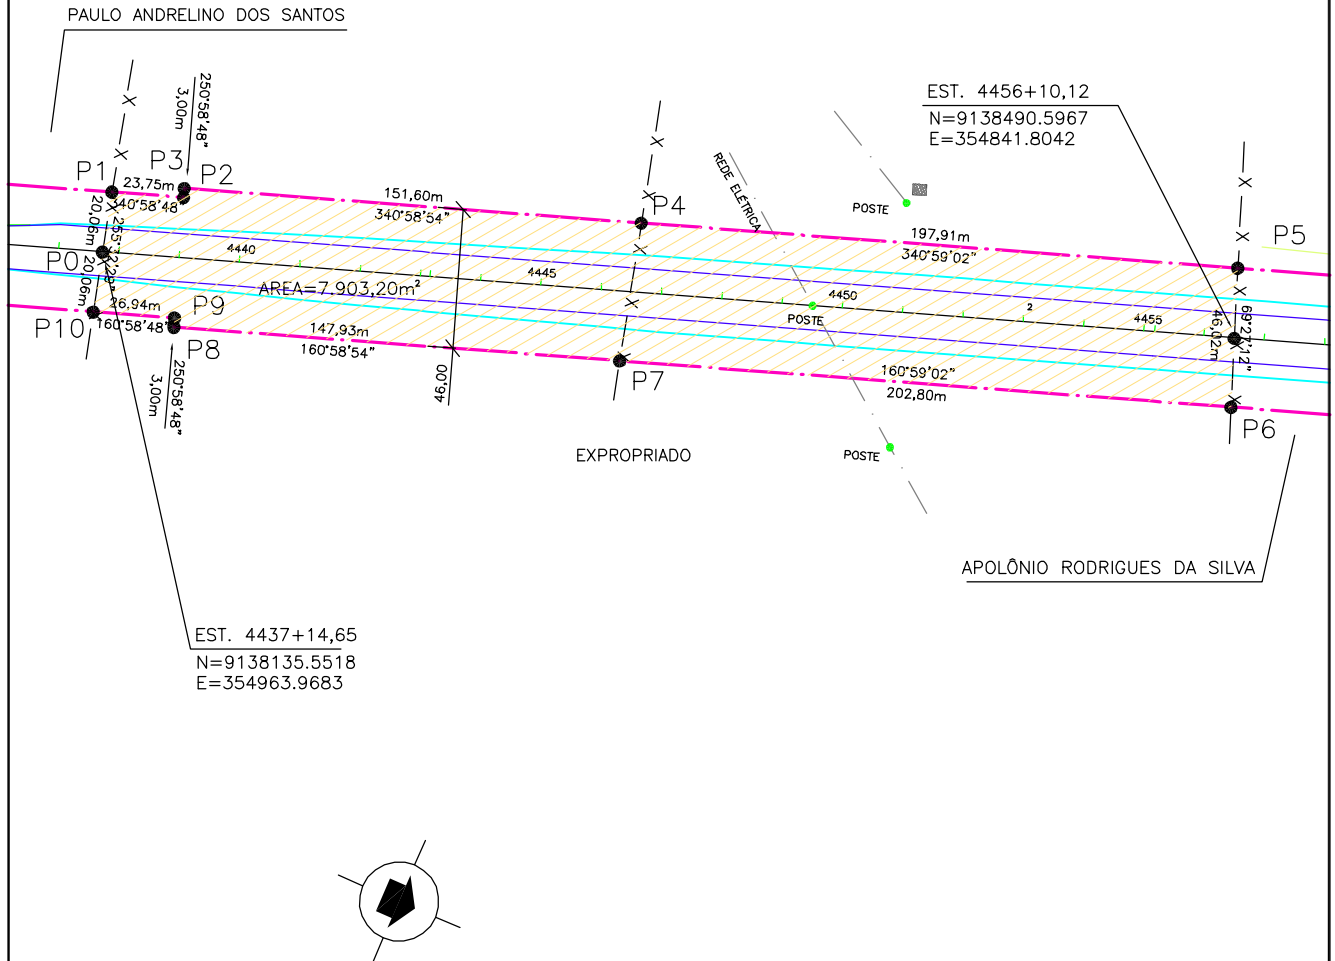 PAULO ANDRELINO DOS SANTOS
250°58'48"
3,00m
EST. 4456+10,12
N=9138490.5967
E=354841.8042
P1
P3
P2
23,75m
340°58'48"
151,60m
340°58'54"
P4
REDE ELÉTRICA
POSTE
197,91m
340°59'02"
P5
20,06m
255°32'29"
P0
20,06m
4440
4445
4450
2
4455
AREA=7.903,20m²
POSTE
69°27'12"
46,02m
26,94m
160°58'48"
P10
P9
P8
147,93m
160°58'54"
46,00
P7
160°59'02"
202,80m
P6
250°58'48"
3,00m
EXPROPRIADO
POSTE
APOLÔNIO RODRIGUES DA SILVA
EST. 4437+14,65
N=9138135.5518
E=354963.9683